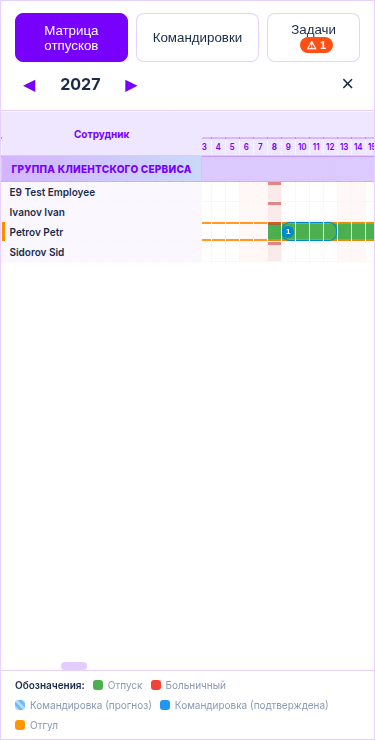 Матрица
отпусков
Командировки
Задачи
⚠ 1
◀ 2027 ▶ ×
Сотрудник
3 4 5 6 7 8 9 10 11 12 13 14 15
ГРУППА КЛИЕНТСКОГО СЕРВИСА
E9 Test Employee
Ivanov Ivan
Petrov Petr
1
Sidorov Sid
Обозначения: Отпуск Больничный
Командировка (прогноз) Командировка (подтверждена)
Отгул